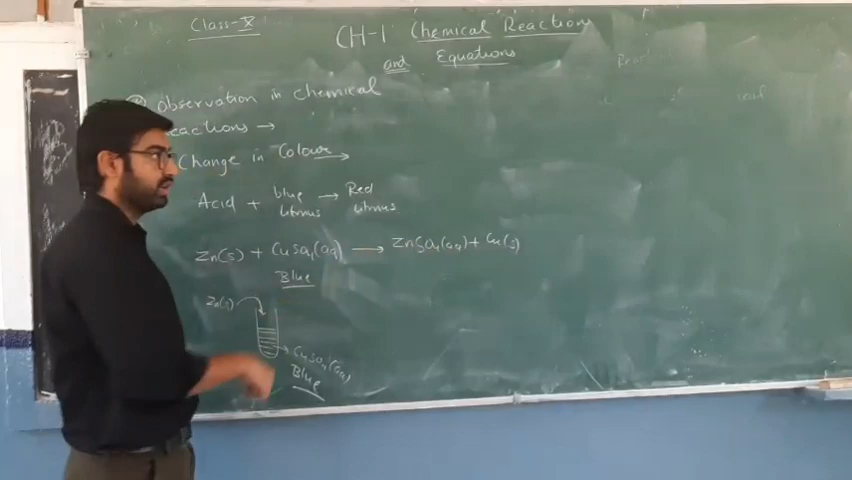 Class-X
CH-1 Chemical Reactions
and Equations
observation in chemical
reactions →
Change in Colour →
Acid + blue litmus → Red litmus
Zn(s) + CuSO4(aq) → ZnSO4(aq) + Cu(s)
Blue
Zn(s)
CuSO4(aq)
Blue